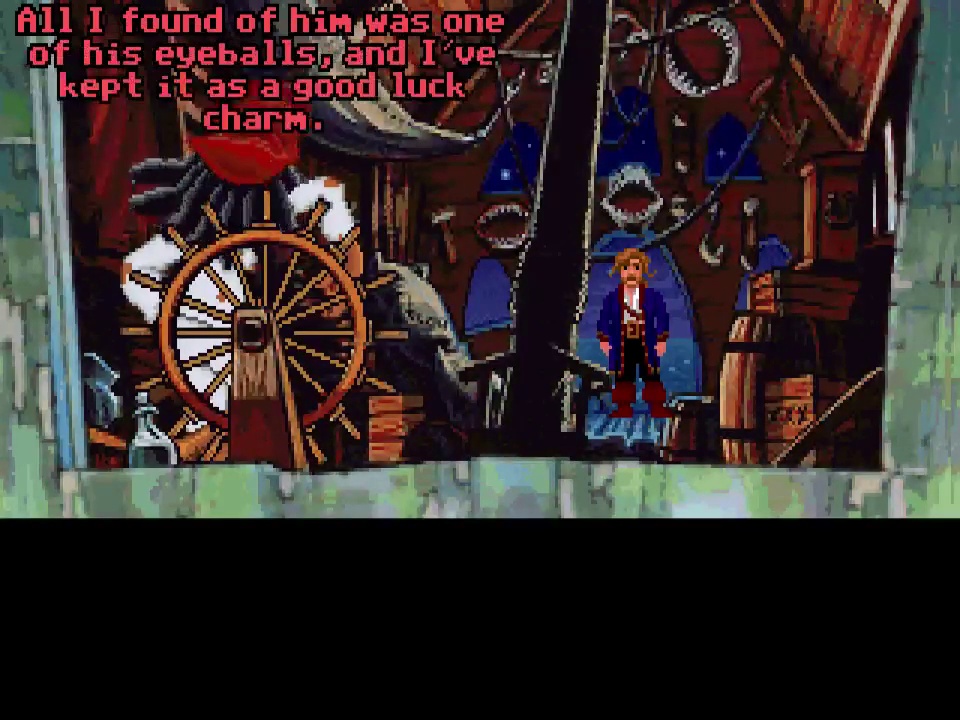 All I found of him was one
of his eyeballs, and I've
kept it as a good luck
charm.